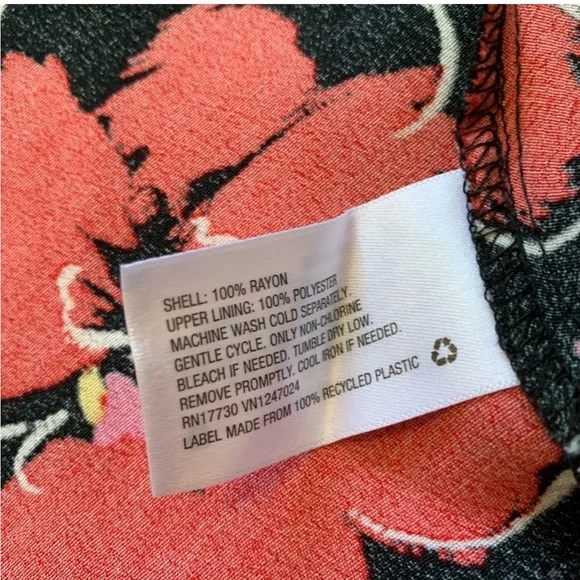 SHELL: 100% RAYON
UPPER LINING: 100% POLYESTER
MACHINE WASH COLD SEPARATELY.
GENTLE CYCLE. ONLY NON-CHLORINE
BLEACH IF NEEDED. TUMBLE DRY LOW.
REMOVE PROMPTLY. COOL IRON IF NEEDED.
RN17730 VN1247024
LABEL MADE FROM 100% RECYCLED PLASTIC